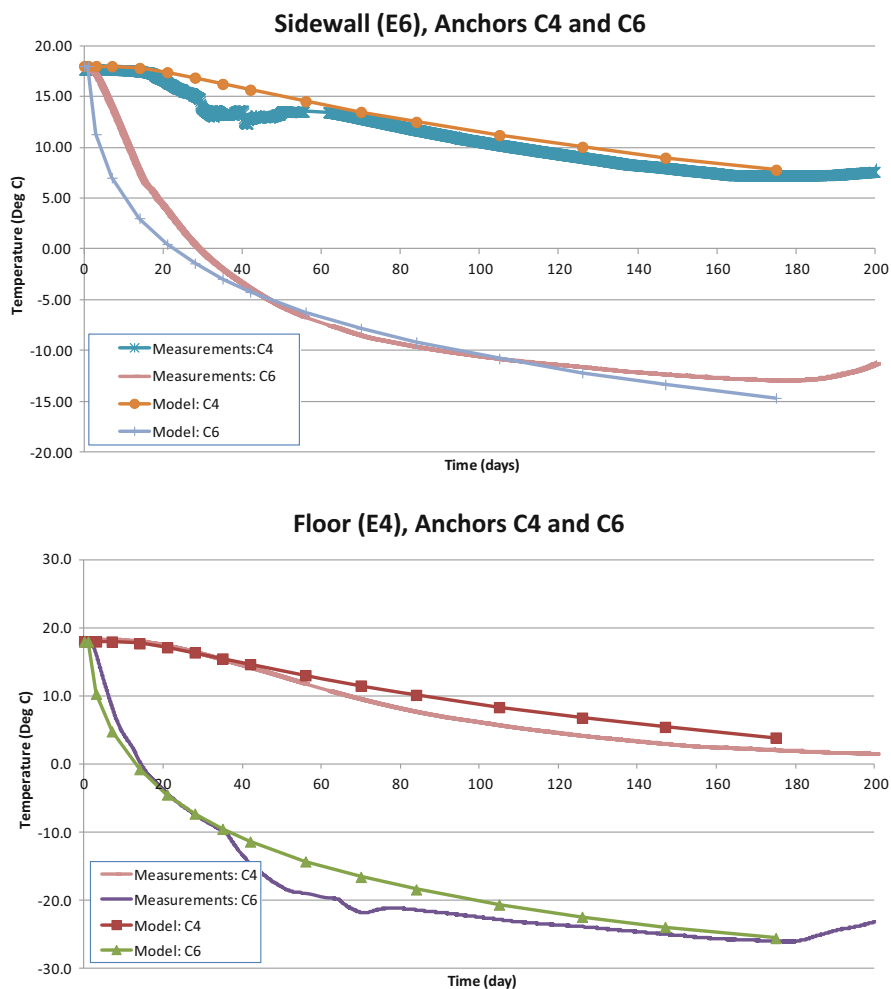 Sidewall (E6), Anchors C4 and C6
20.00
15.00
10.00
5.00
0.00
-5.00
-10.00
-15.00
-20.00
Temperature (Deg C)
0 20 40 60 80 100 120 140 160 180 200
Measurements:C4
Measurements: C6
Model: C4
Model: C6
Time (days)
Floor (E4), Anchors C4 and C6
30.0
20.0
10.0
0.0
-10.0
-20.0
-30.0
Temperature (Deg C)
0 20 40 60 80 100 120 140 160 180 200
Measurements: C4
Measurements: C6
Model: C4
Model: C6
Time (day)